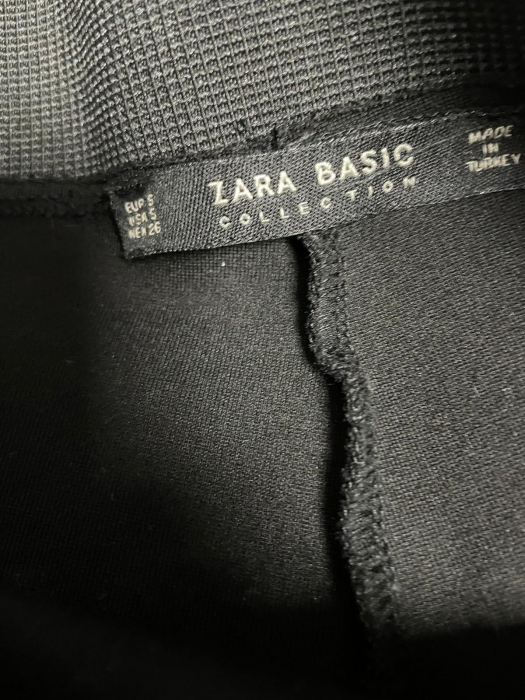 EUR S
USA S
MEX 26
ZARA BASIC
COLLECTION
MADE
IN
TURKEY